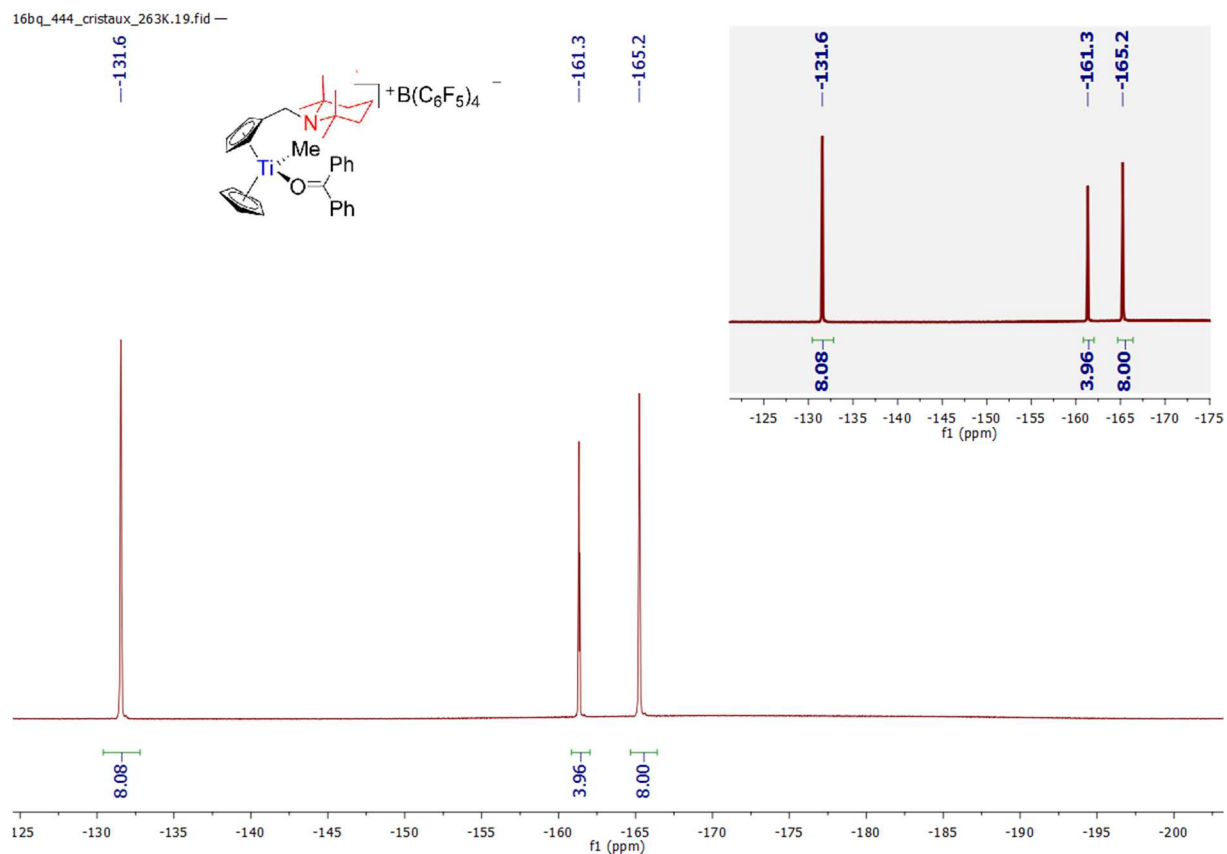 16bq_444_cristaux_263K.19.fid —
-131.6
-161.3
-165.2
+B(C6F5)4 −
N
Me
Ti
O
Ph
Ph
8.08
3.96
8.00
125 -130 -135 -140 -145 -150 -155 -160 -165 -170 -175 -180 -185 -190 -195 -200
f1 (ppm)
-131.6
-161.3
-165.2
8.08
3.96
8.00
-125 -130 -135 -140 -145 -150 -155 -160 -165 -170 -175
f1 (ppm)